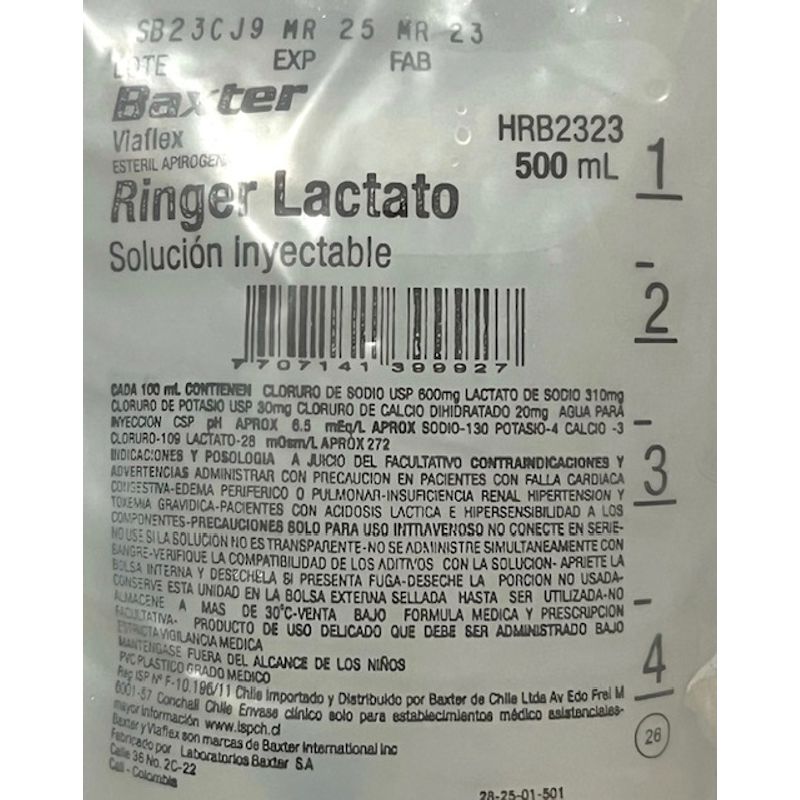 SB23CJ9 MR 25 MR 23
LOTE EXP FAB
Baxter
Viaflex
ESTERIL APIROGEN
HRB2323
500 mL
Ringer Lactato
Solución Inyectable
7 707141 399927
CADA 100 mL CONTIENEN CLORURO DE SODIO USP 600mg LACTATO DE SODIO 310mg
CLORURO DE POTASIO USP 30mg CLORURO DE CALCIO DIHIDRATADO 20mg AGUA PARA
INYECCION CSP pH APROX 6.5 mEq/L APROX SODIO-130 POTASIO-4 CALCIO -3
CLORURO-109 LACTATO-28 mOsm/L APROX 272
INDICACIONES Y POSOLOGIA A JUICIO DEL FACULTATIVO CONTRAINDICACIONES Y
ADVERTENCIAS ADMINISTRAR CON PRECAUCION EN PACIENTES CON FALLA CARDIACA
CONGESTIVA-EDEMA PERIFERICO O PULMONAR-INSUFICIENCIA RENAL HIPERTENSION Y
TOXEMIA GRAVIDICA-PACIENTES CON ACIDOSIS LACTICA E HIPERSENSIBILIDAD A LOS
COMPONENTES-PRECAUCIONES SOLO PARA USO INTRAVENOSO NO CONECTE EN SERIE-
NO USE SI LA SOLUCIÓN NO ES TRANSPARENTE-NO SE ADMINISTRE SIMULTANEAMENTE CON
SANGRE-VERIFIQUE LA COMPATIBILIDAD DE LOS ADITIVOS CON LA SOLUCION- APRIETE LA
BOLSA INTERNA Y DESECHELA SI PRESENTA FUGA-DESECHE LA PORCION NO USADA-
CONSERVE ESTA UNIDAD EN LA BOLSA EXTERNA SELLADA HASTA SER UTILIZADA-NO
ALMACENE A MAS DE 30°C-VENTA BAJO FORMULA MEDICA Y PRESCRIPCION
FACULTATIVA- PRODUCTO DE USO DELICADO QUE DEBE SER ADMINISTRADO BAJO
ESTRICTA VIGILANCIA MEDICA
MANTENGASE FUERA DEL ALCANCE DE LOS NIÑOS
PVC PLASTICO GRADO MEDICO
Reg ISP Nº F-10.196/11 Chile Importado y Distribuido por Baxter de Chile Ltda Av Edo Frei M
6001-57 Conchalí Chile Envase clínico solo para establecimientos médico asistenciales-
mayor información www.ispch.cl
Baxter y Viaflex son marcas de Baxter International Inc
Fabricado por Laboratorios Baxter S.A
Calle 36 No. 2C-22
Cali - Colombia
1
2
3
4
26
28-25-01-501